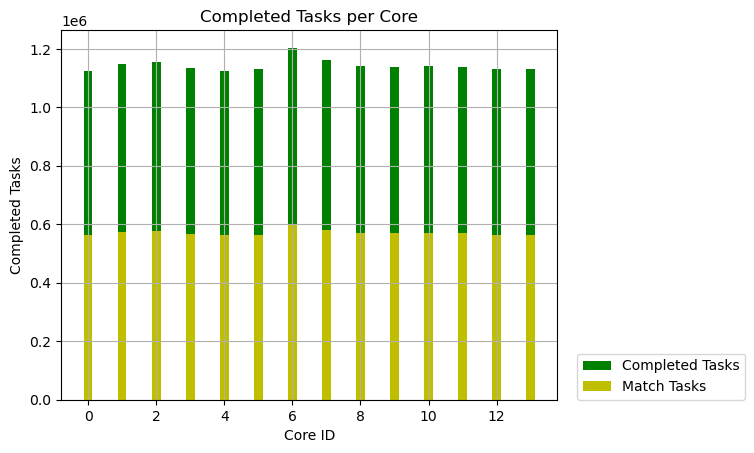 Completed Tasks per Core
1e6
1.2
1.0
0.8
0.6
0.4
0.2
0.0
Completed Tasks
0 2 4 6 8 10 12
Core ID
Completed Tasks
Match Tasks